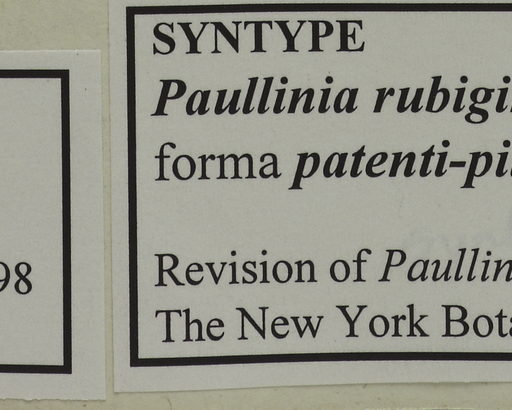 SYNTYPE
Paullinia rubigi
forma patenti-pi
Revision of Paullin
The New York Bota
98